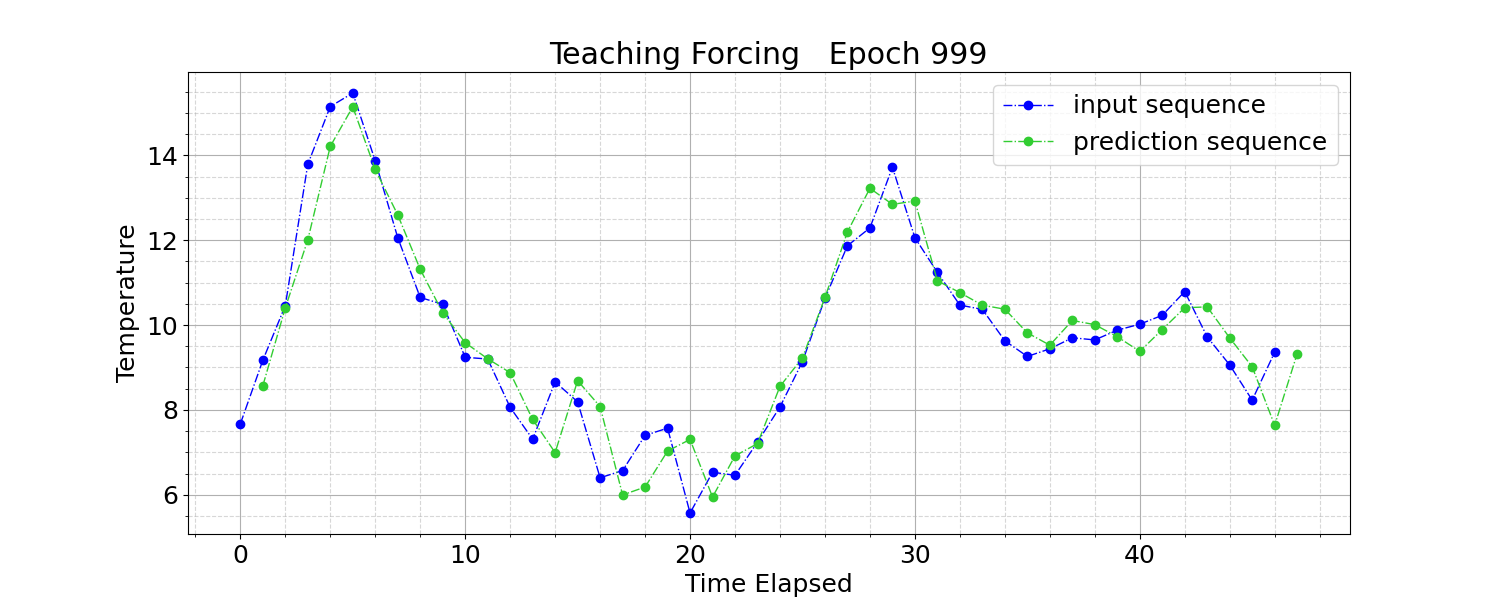 Teaching Forcing   Epoch 999
input sequence
prediction sequence
Temperature
14
12
10
8
6
0 10 20 30 40
Time Elapsed